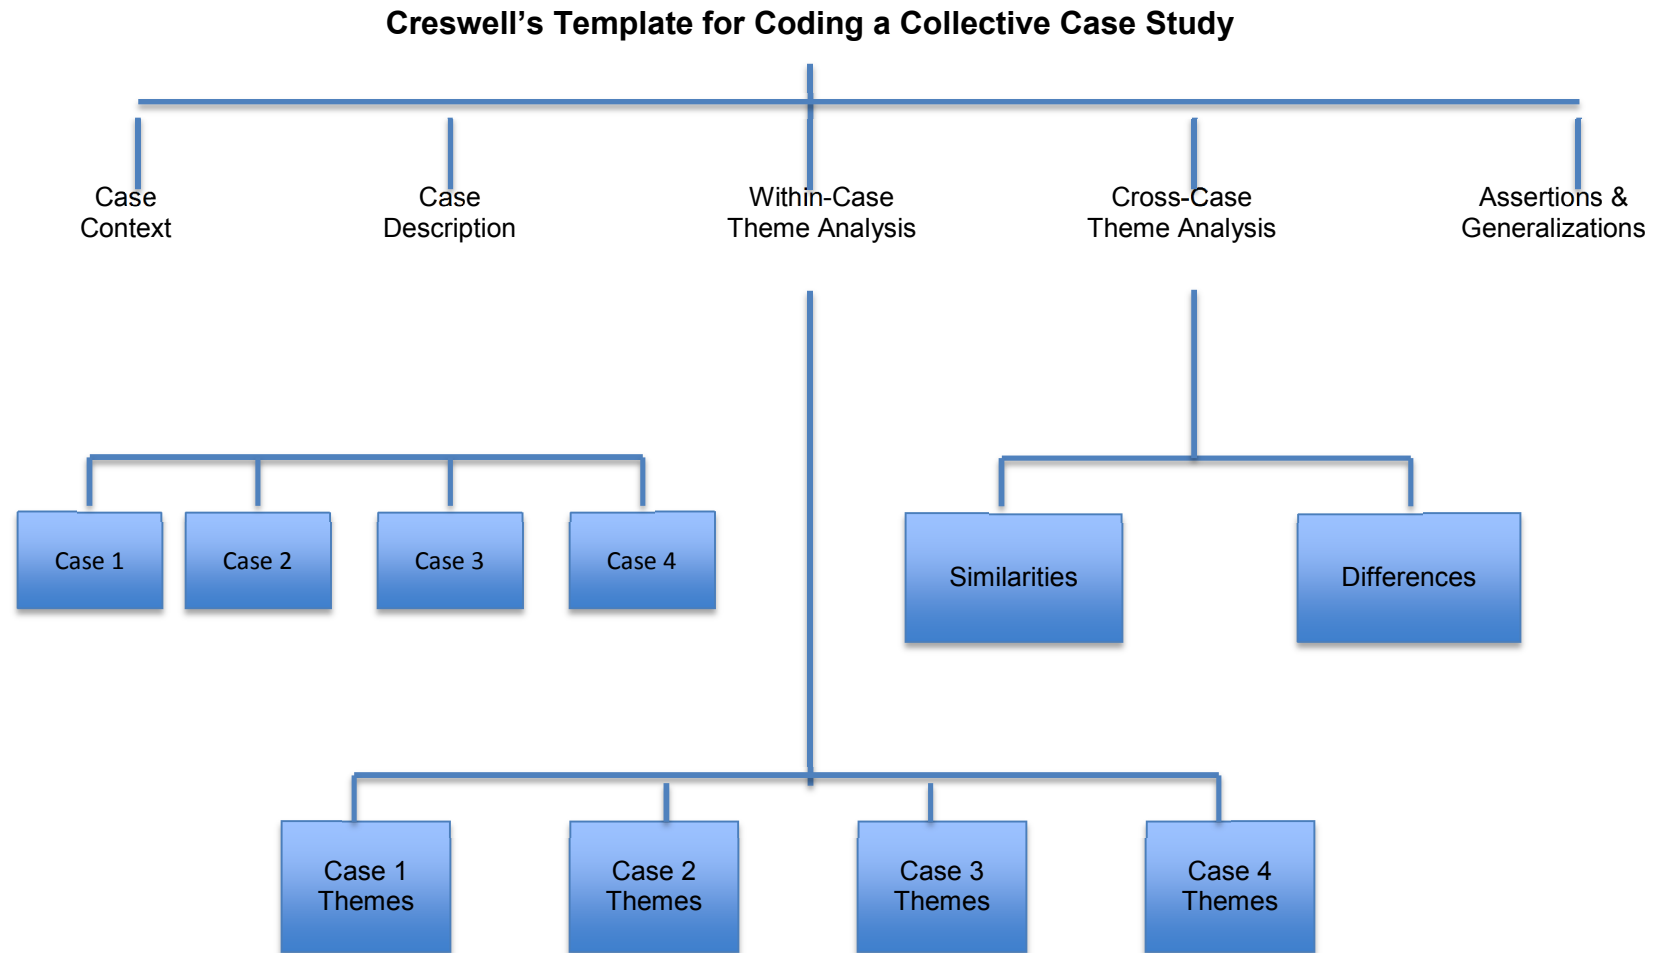 Creswell’s Template for Coding a Collective Case Study
Case
Context
Case
Description
Within-Case
Theme Analysis
Cross-Case
Theme Analysis
Assertions &
Generalizations
Case 1
Case 2
Case 3
Case 4
Similarities
Differences
Case 1
Themes
Case 2
Themes
Case 3
Themes
Case 4
Themes